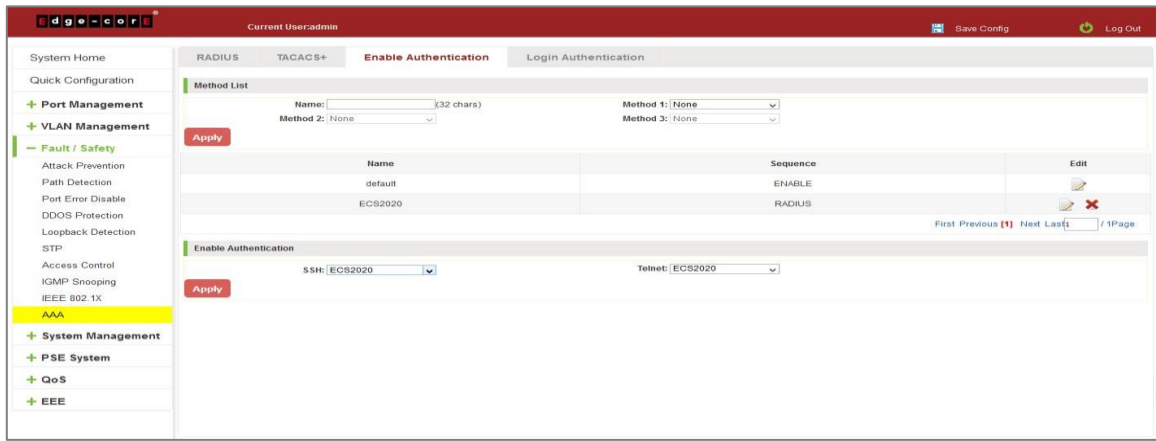 Edge-corE
Current User:admin
Save Config
Log Out
System Home
Quick Configuration
+ Port Management
+ VLAN Management
− Fault / Safety
Attack Prevention
Path Detection
Port Error Disable
DDOS Protection
Loopback Detection
STP
Access Control
IGMP Snooping
IEEE 802.1X
AAA
+ System Management
+ PSE System
+ QoS
+ EEE
RADIUS TACACS+ Enable Authentication Login Authentication
Method List
Name: (32 chars) Method 1: None
Method 2: None Method 3: None
Apply
Name Sequence Edit
default ENABLE
ECS2020 RADIUS
First Previous [1] Next Last 1 / 1Page
Enable Authentication
SSH: ECS2020 Telnet: ECS2020
Apply